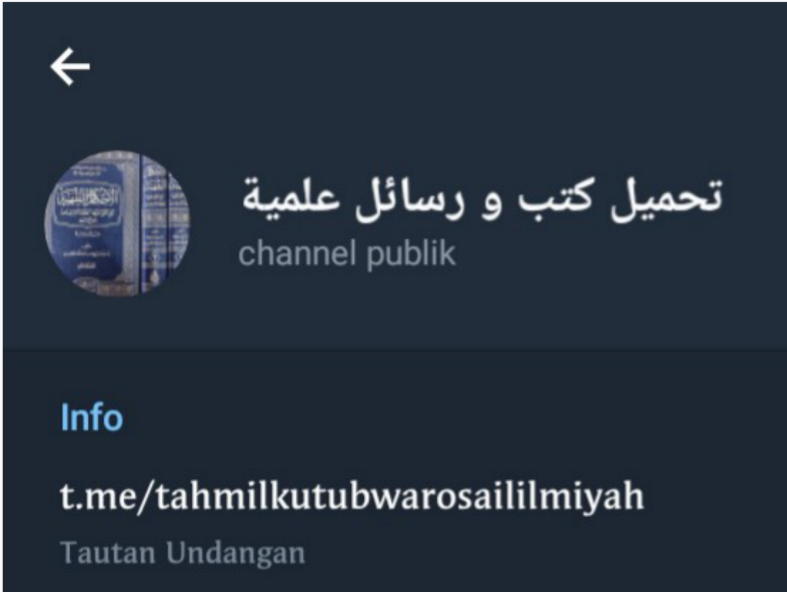 تحميل كتب و رسائل علمية
channel publik
Info
t.me/tahmilkutubwarosaililmiyah
Tautan Undangan